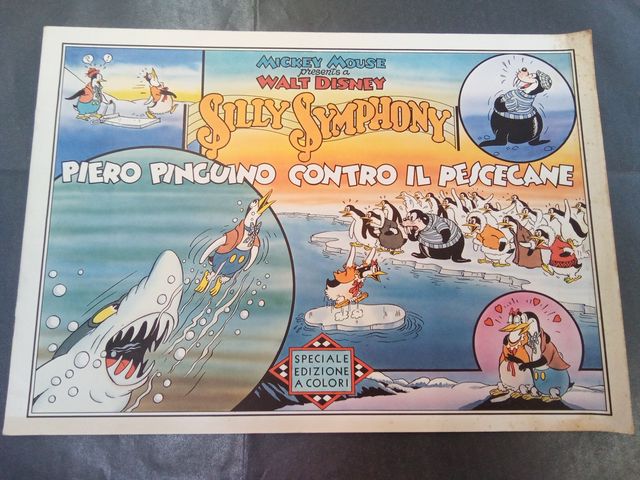 MICKEY MOUSE
presents a
WALT DISNEY
SILLY SYMPHONY
PIERO PINGUINO CONTRO IL PESCECANE
SPECIALE
EDIZIONE
A COLORI